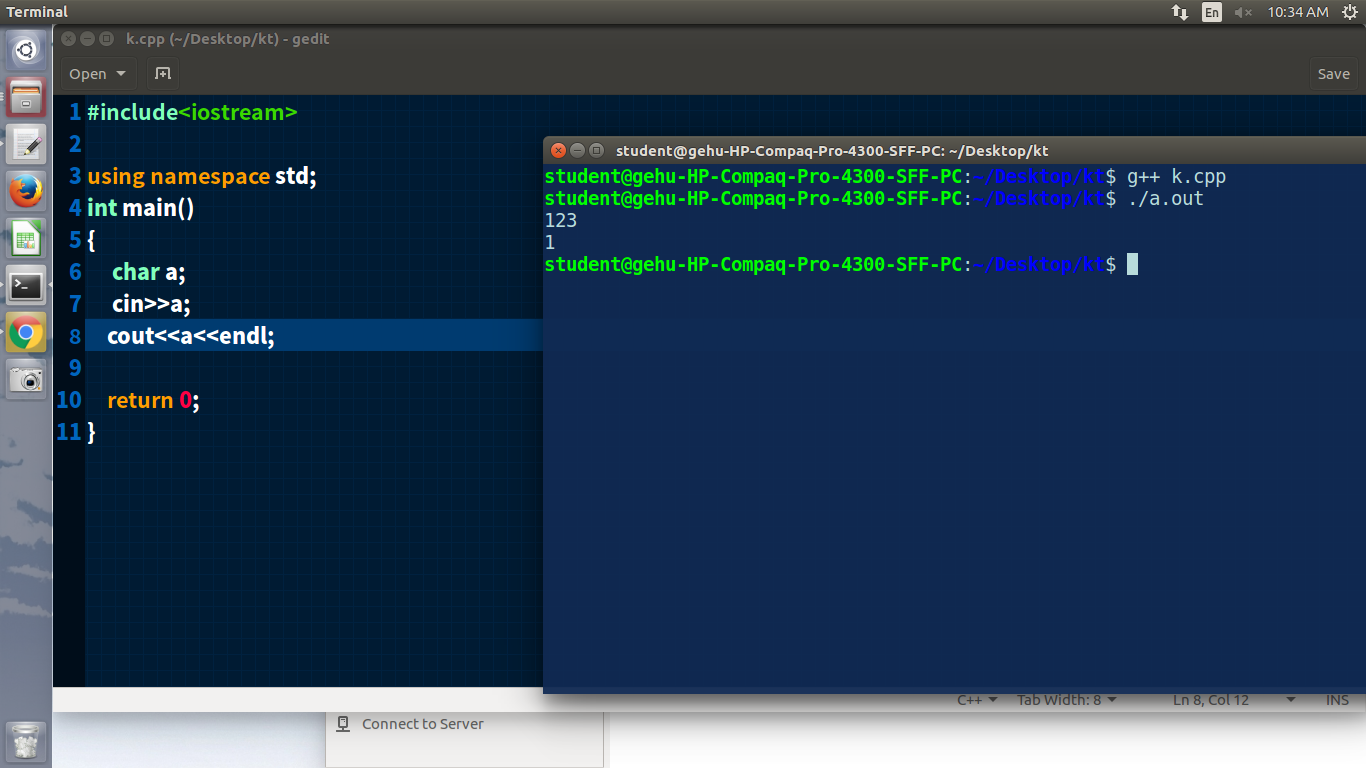 Terminal
En
10:34 AM
k.cpp (~/Desktop/kt) - gedit
Open
Save
1 #include<iostream>
2
3 using namespace std;
4 int main()
5 {
6 char a;
7 cin>>a;
8 cout<<a<<endl;
9
10 return 0;
11 }
student@gehu-HP-Compaq-Pro-4300-SFF-PC: ~/Desktop/kt
student@gehu-HP-Compaq-Pro-4300-SFF-PC:~/Desktop/kt$ g++ k.cpp
student@gehu-HP-Compaq-Pro-4300-SFF-PC:~/Desktop/kt$ ./a.out
123
1
student@gehu-HP-Compaq-Pro-4300-SFF-PC:~/Desktop/kt$
C++ Tab Width: 8 Ln 8, Col 12 INS
Connect to Server